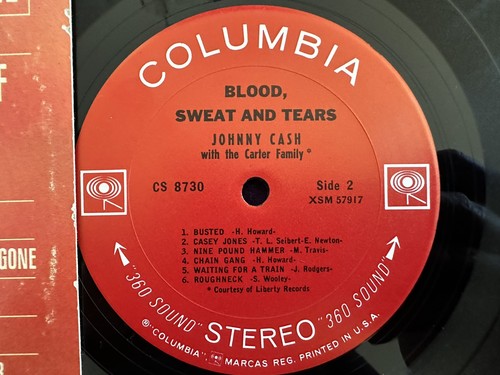 COLUMBIA
BLOOD,
SWEAT AND TEARS
JOHNNY CASH
with the Carter Family*
CS 8730
Side 2
XSM 57917
1. BUSTED -H. Howard-
2. CASEY JONES -T. L. Seibert-E. Newton-
3. NINE POUND HAMMER -M. Travis-
4. CHAIN GANG -H. Howard-
5. WAITING FOR A TRAIN -J. Rodgers-
6. ROUGHNECK -S. Wooley-
* Courtesy of Liberty Records
"360 SOUND" STEREO "360 SOUND"
® "COLUMBIA" MARCAS REG. PRINTED IN U.S.A.
GONE